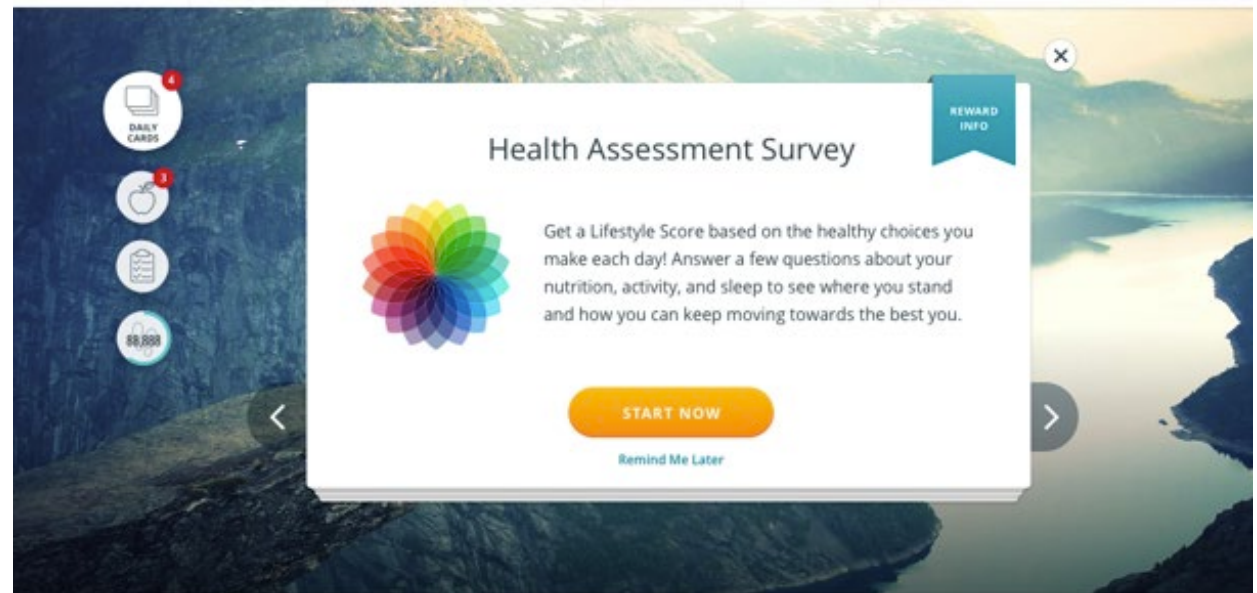 4
DAILY
CARDS
3
88,888
REWARD
INFO
Health Assessment Survey
Get a Lifestyle Score based on the healthy choices you
make each day! Answer a few questions about your
nutrition, activity, and sleep to see where you stand
and how you can keep moving towards the best you.
START NOW
Remind Me Later